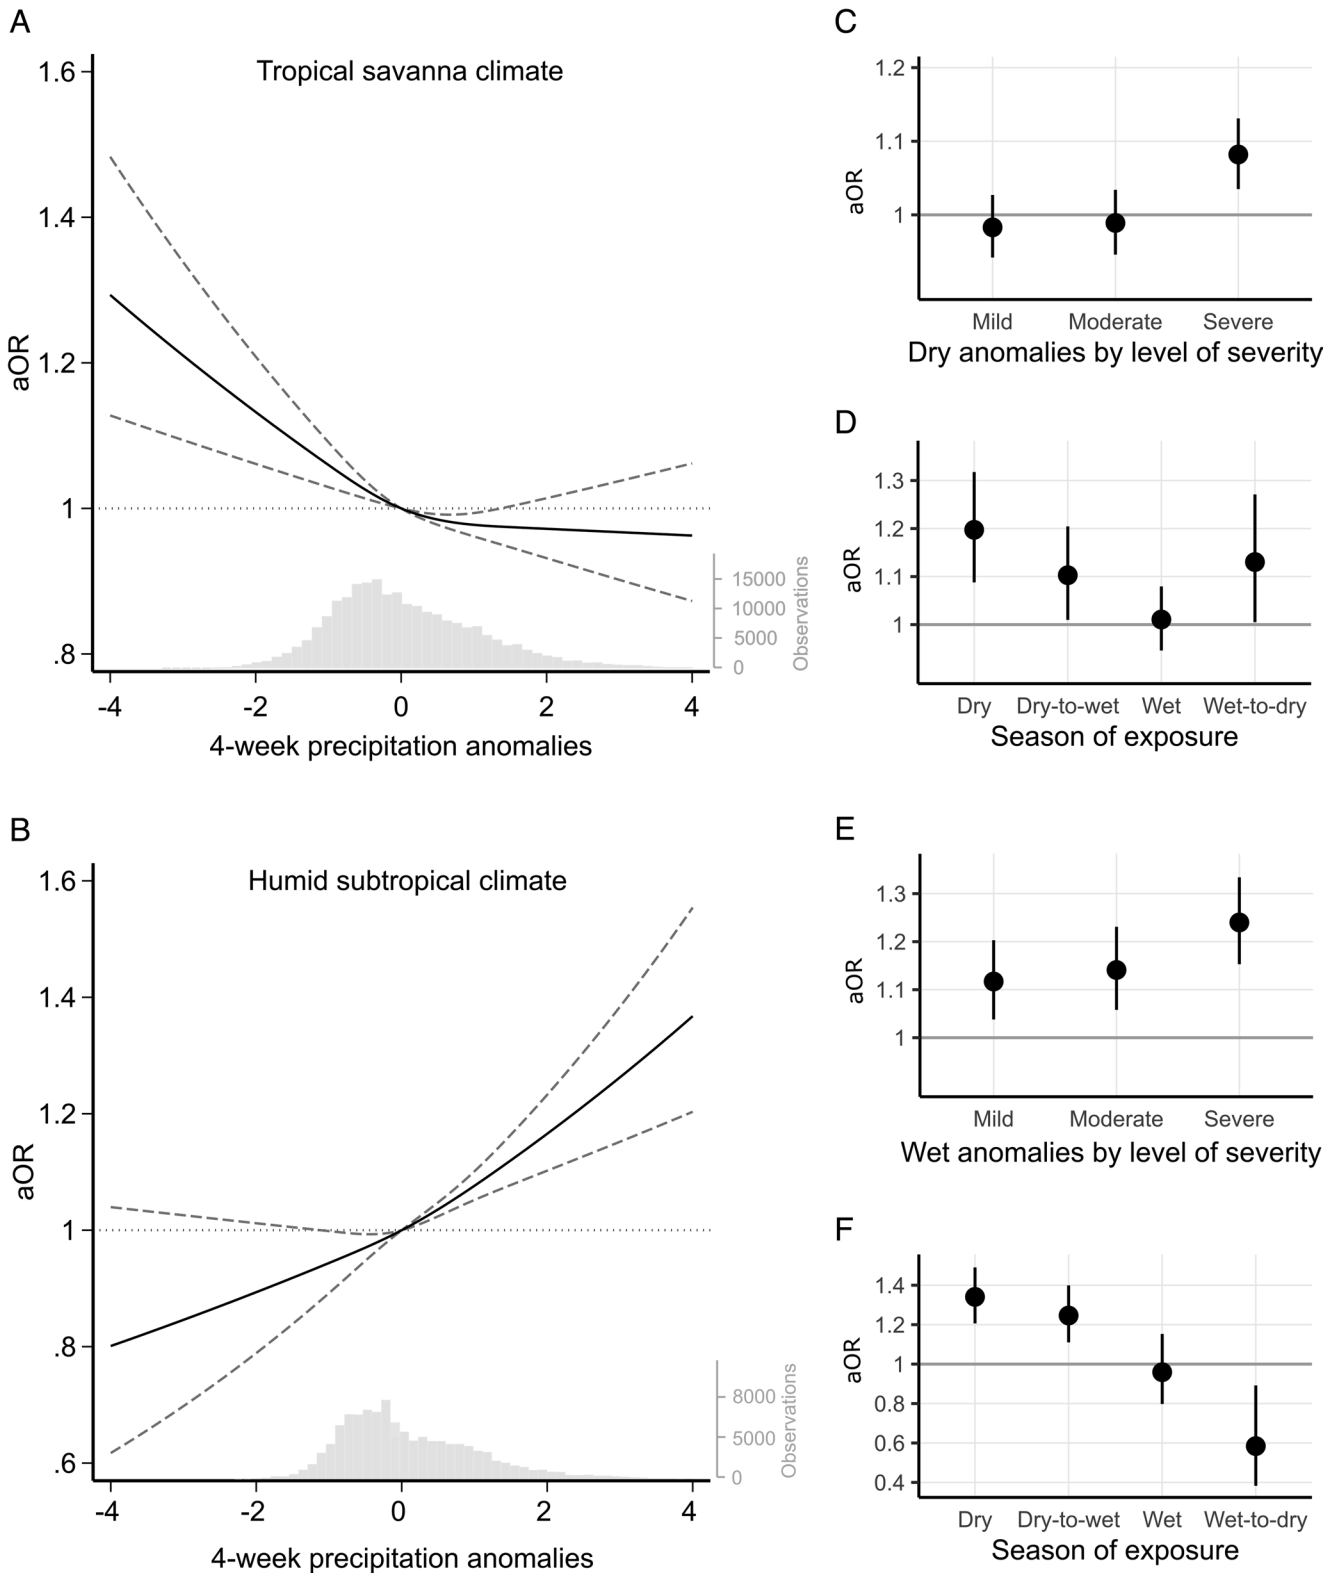 A
Tropical savanna climate
1.6
1.4
1.2
1
.8
aOR
15000
10000
5000
0
Observations
-4 -2 0 2 4
4-week precipitation anomalies
B
Humid subtropical climate
1.6
1.4
1.2
1
.8
.6
aOR
8000
5000
0
Observations
-4 -2 0 2 4
4-week precipitation anomalies
C
1.2
1.1
1
aOR
Mild Moderate Severe
Dry anomalies by level of severity
D
1.3
1.2
1.1
1
aOR
Dry Dry-to-wet Wet Wet-to-dry
Season of exposure
E
1.3
1.2
1.1
1
aOR
Mild Moderate Severe
Wet anomalies by level of severity
F
1.4
1.2
1
0.8
0.6
0.4
aOR
Dry Dry-to-wet Wet Wet-to-dry
Season of exposure